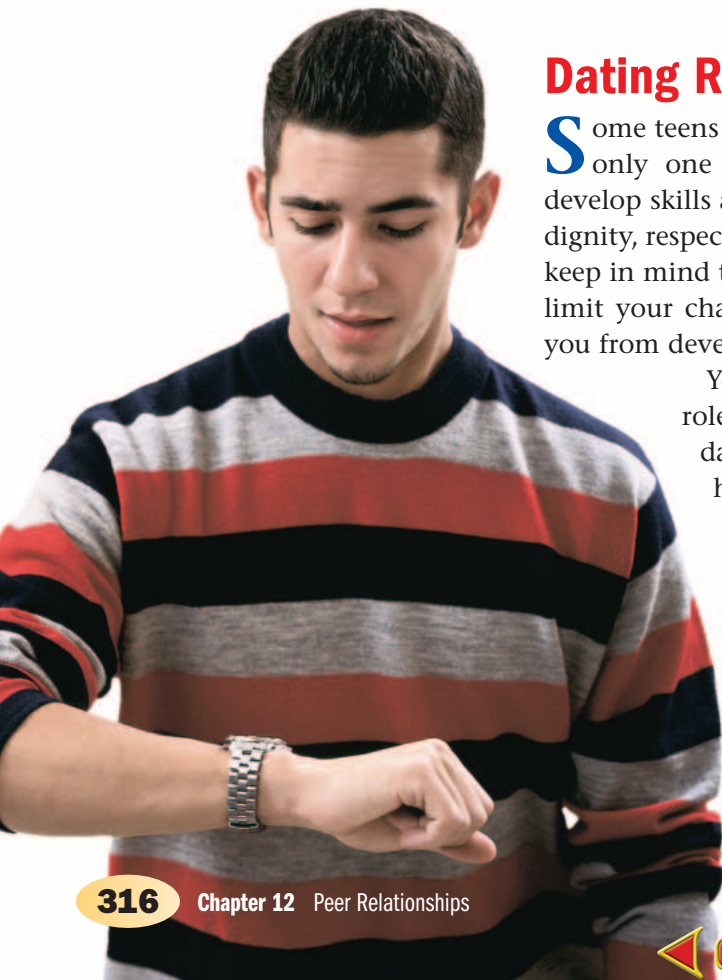 Dating R
Some teens
only one
develop skills a
dignity, respec
keep in mind t
limit your cha
you from deve
Y
role
da
h
316 Chapter 12 Peer Relationships